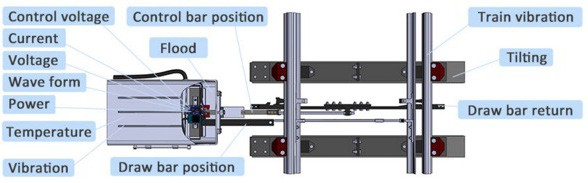 Control voltage
Control bar position
Train vibration
Current
Flood
Voltage
Tilting
Wave form
Power
Draw bar return
Temperature
Vibration
Draw bar position